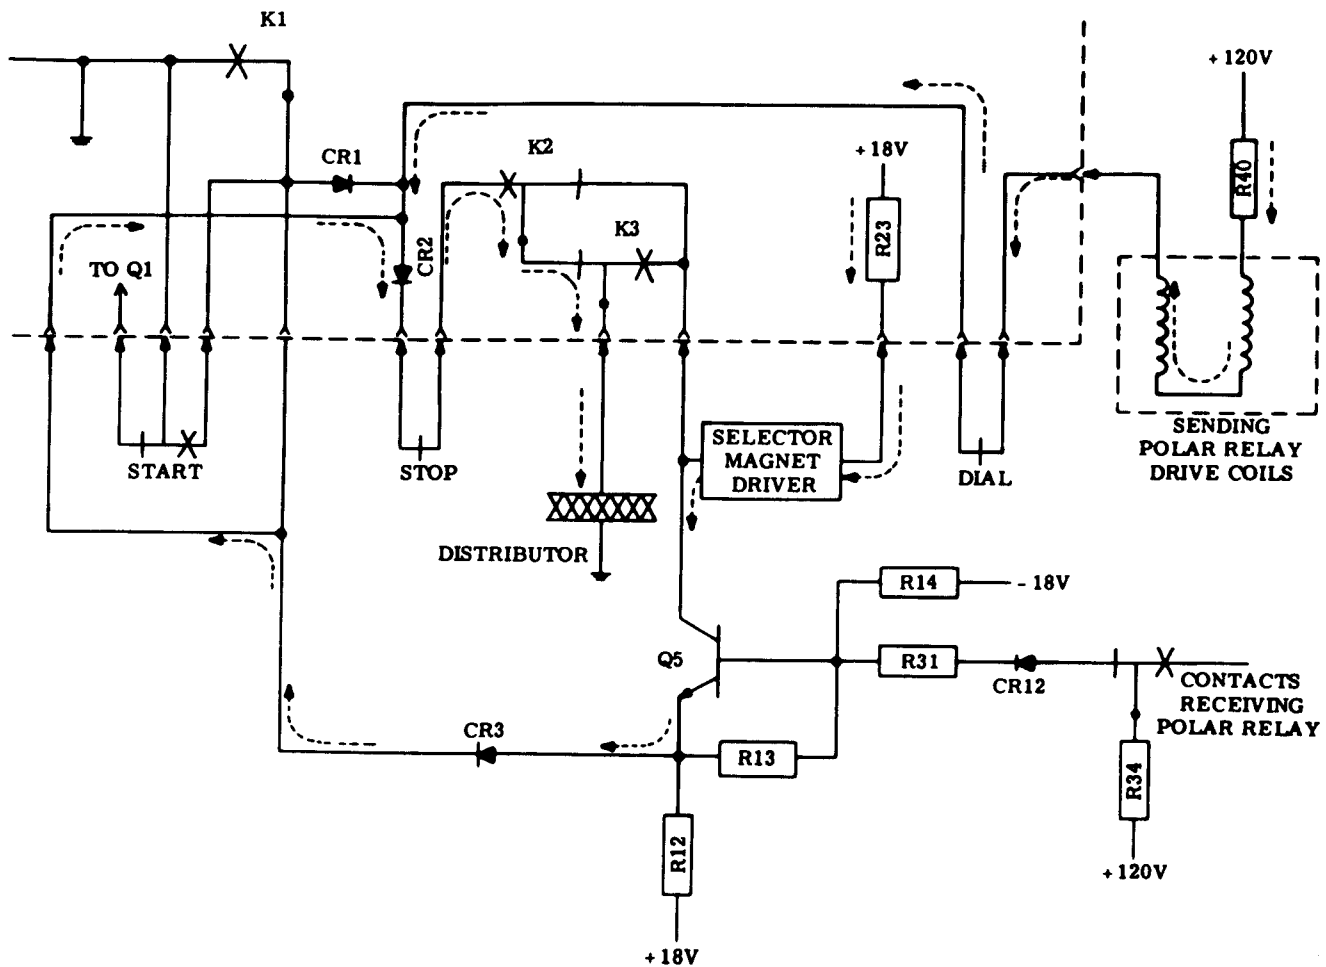 K1
+ 120V
K2
CR1
+ 18V
R40
K3
R23
CR2
TO Q1
START
STOP
SELECTOR
MAGNET
DRIVER
DIAL
SENDING
POLAR RELAY
DRIVE COILS
DISTRIBUTOR
R14
- 18V
Q5
R31
CR12
CONTACTS
RECEIVING
POLAR RELAY
CR3
R13
R34
R12
+ 120V
+ 18V